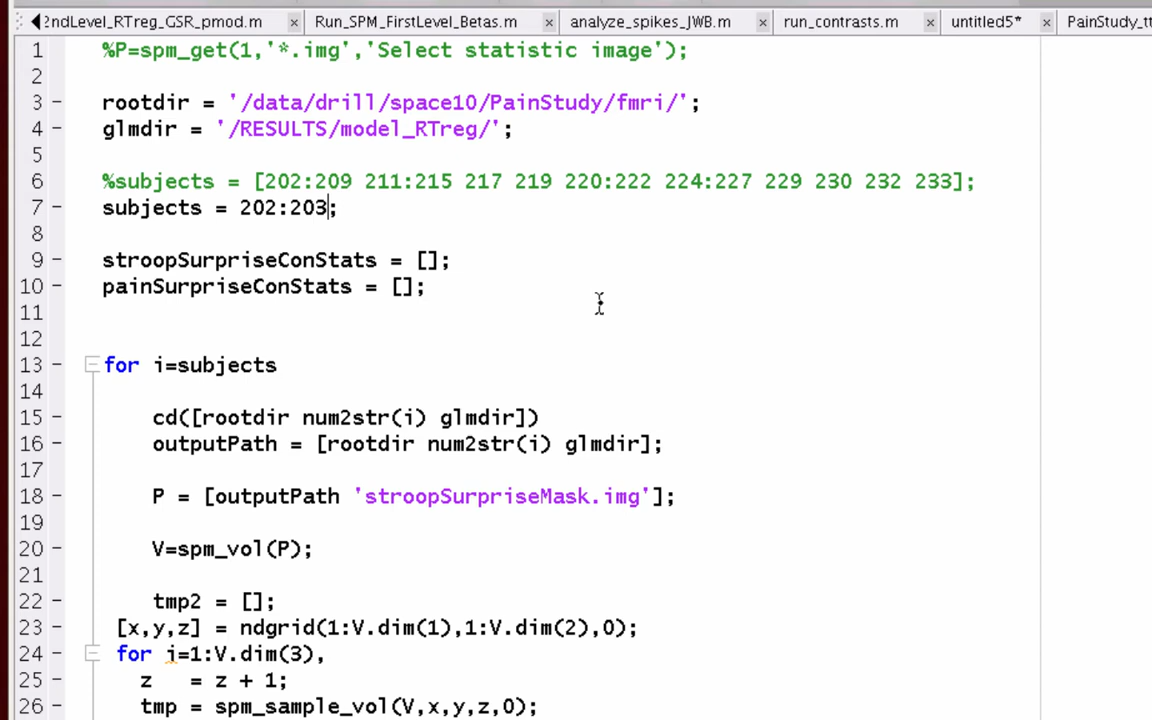 2ndLevel_RTreg_GSR_pmod.m × Run_SPM_FirstLevel_Betas.m × analyze_spikes_JWB.m × run_contrasts.m × untitled5* × PainStudy_tt
1 %P=spm_get(1,'*.img','Select statistic image');
2
3 - rootdir = '/data/drill/space10/PainStudy/fmri/';
4 - glmdir = '/RESULTS/model_RTreg/';
5
6 %subjects = [202:209 211:215 217 219 220:222 224:227 229 230 232 233];
7 - subjects = 202:203;
8
9 - stroopSurpriseConStats = [];
10 - painSurpriseConStats = [];
11
12
13 - for i=subjects
14
15 - cd([rootdir num2str(i) glmdir])
16 - outputPath = [rootdir num2str(i) glmdir];
17
18 - P = [outputPath 'stroopSurpriseMask.img'];
19
20 - V=spm_vol(P);
21
22 - tmp2 = [];
23 - [x,y,z] = ndgrid(1:V.dim(1),1:V.dim(2),0);
24 - for i=1:V.dim(3),
25 - z = z + 1;
26 - tmp = spm_sample_vol(V,x,y,z,0);